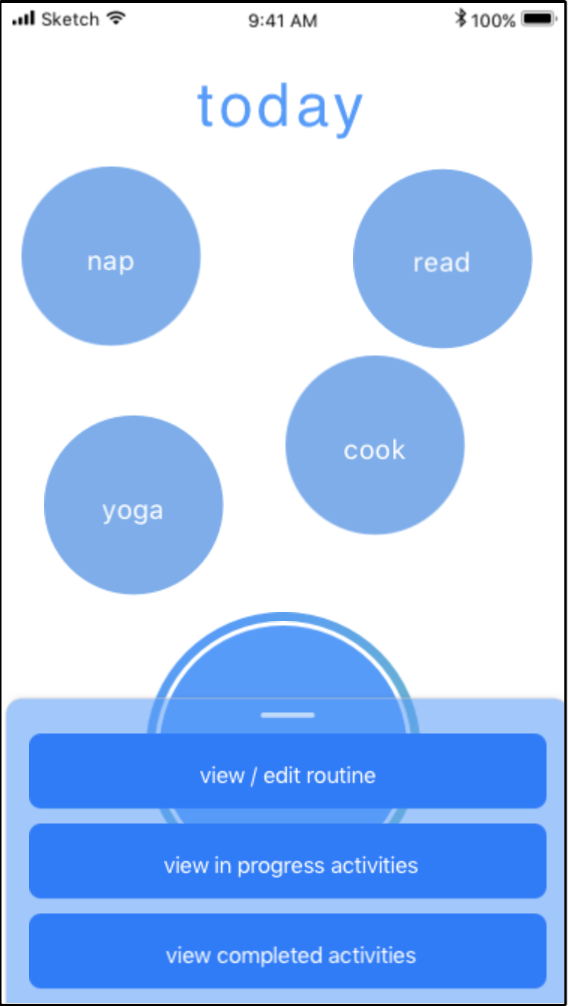 Sketch 9:41 AM 100%
today
nap
read
cook
yoga
view / edit routine
view in progress activities
view completed activities